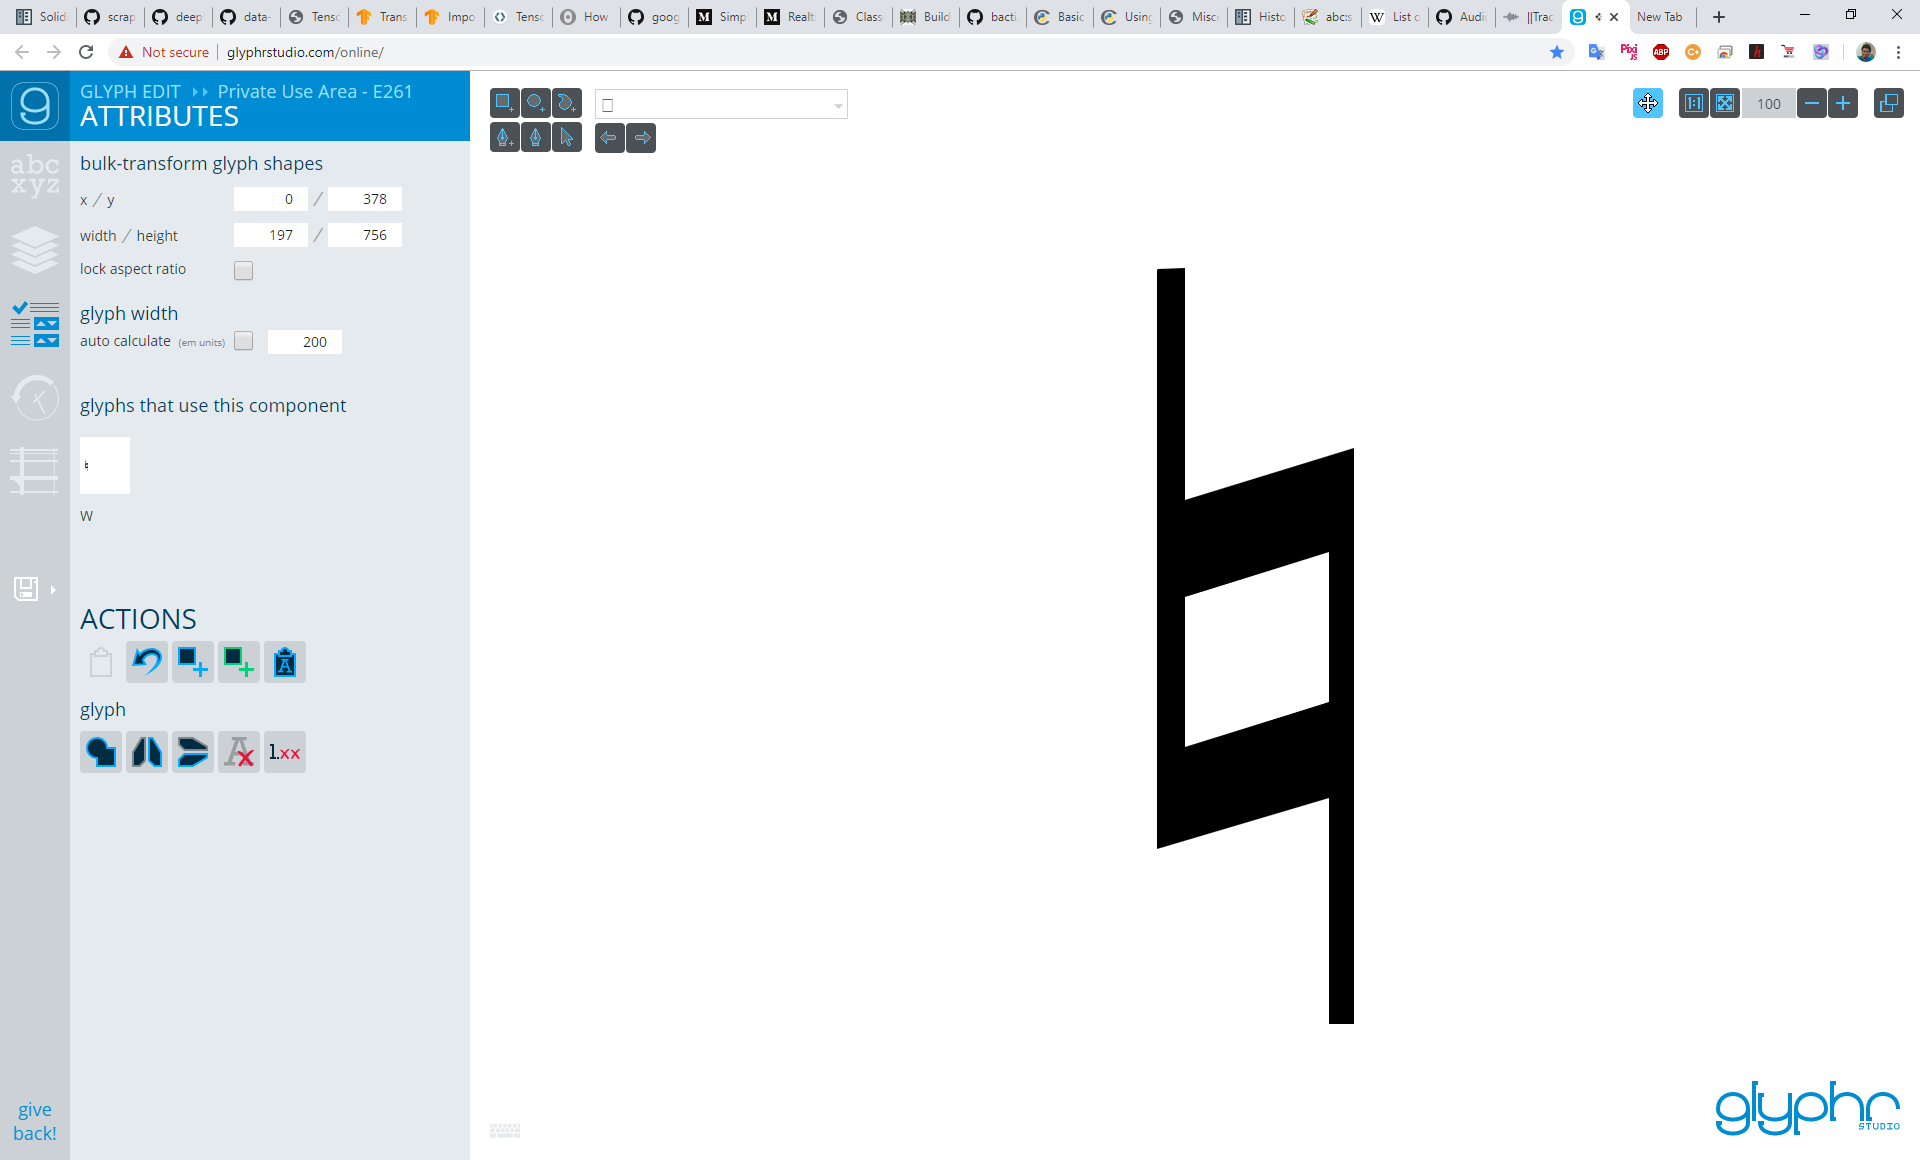 Solid scrap deep data- Tenso Trans Impo Tenso How goog Simp Realt Class Build bacti Basic Using Misc Histo abc:s List o Audi ||Trac New Tab
Not secure glyphrstudio.com/online/
GLYPH EDIT Private Use Area - E261
ATTRIBUTES
abc
xyz
bulk-transform glyph shapes
x / y 0 / 378
width / height 197 / 756
lock aspect ratio
glyph width
auto calculate (em units) 200
glyphs that use this component
W
ACTIONS
glyph
1.xx
give
back!
1:1 100
glyphr
STUDIO